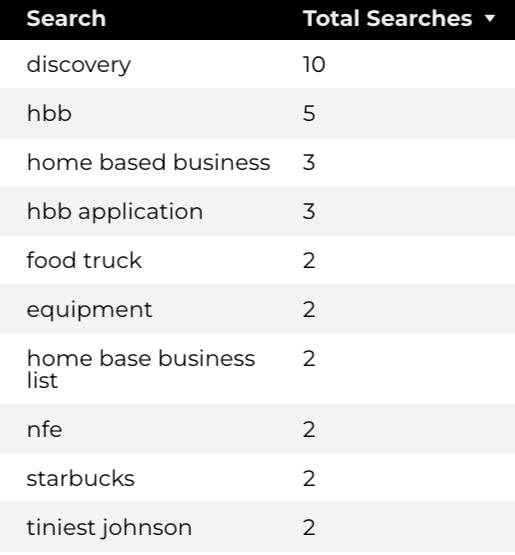 Search Total Searches ▼
discovery 10
hbb 5
home based business 3
hbb application 3
food truck 2
equipment 2
home base business 2
list
nfe 2
starbucks 2
tiniest johnson 2